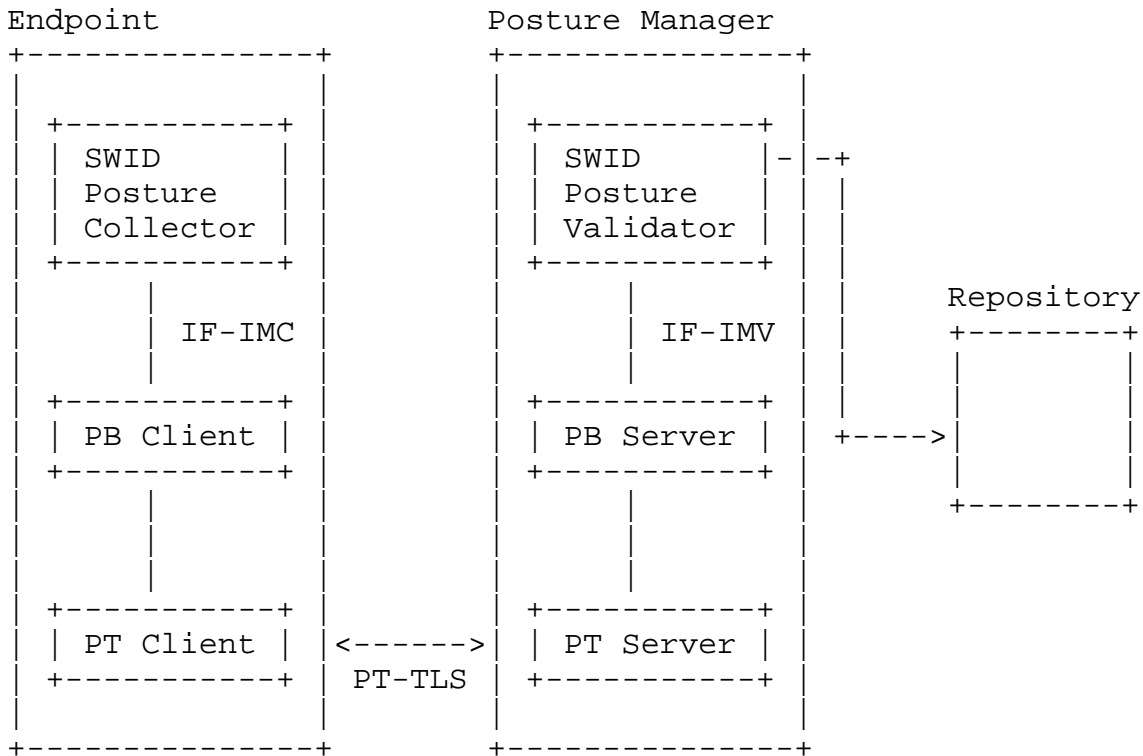 Endpoint Posture Manager
SWID SWID
Posture Posture
Collector Validator
Repository
IF-IMC IF-IMV
PB Client PB Server
PT Client PT Server
PT-TLS